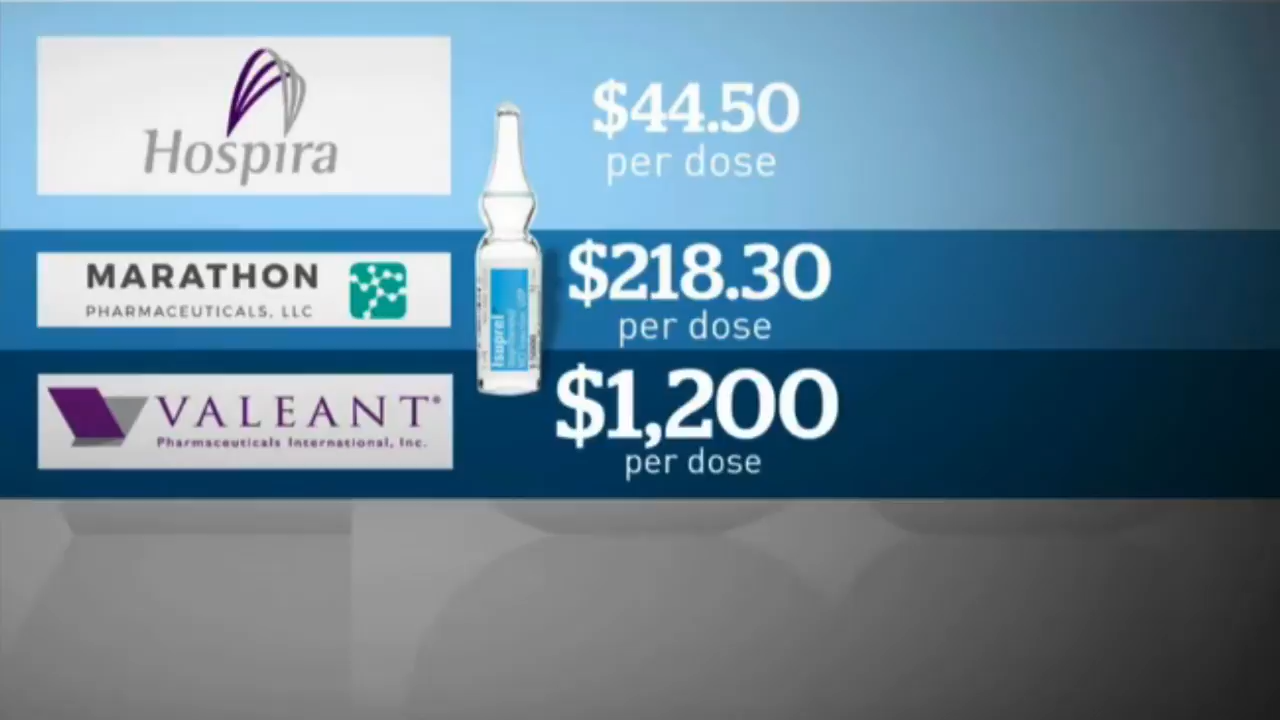 Hospira
$44.50
per dose
MARATHON
PHARMACEUTICALS, LLC
$218.30
per dose
Isuprel
VALEANT®
Pharmaceuticals International, Inc.
$1,200
per dose